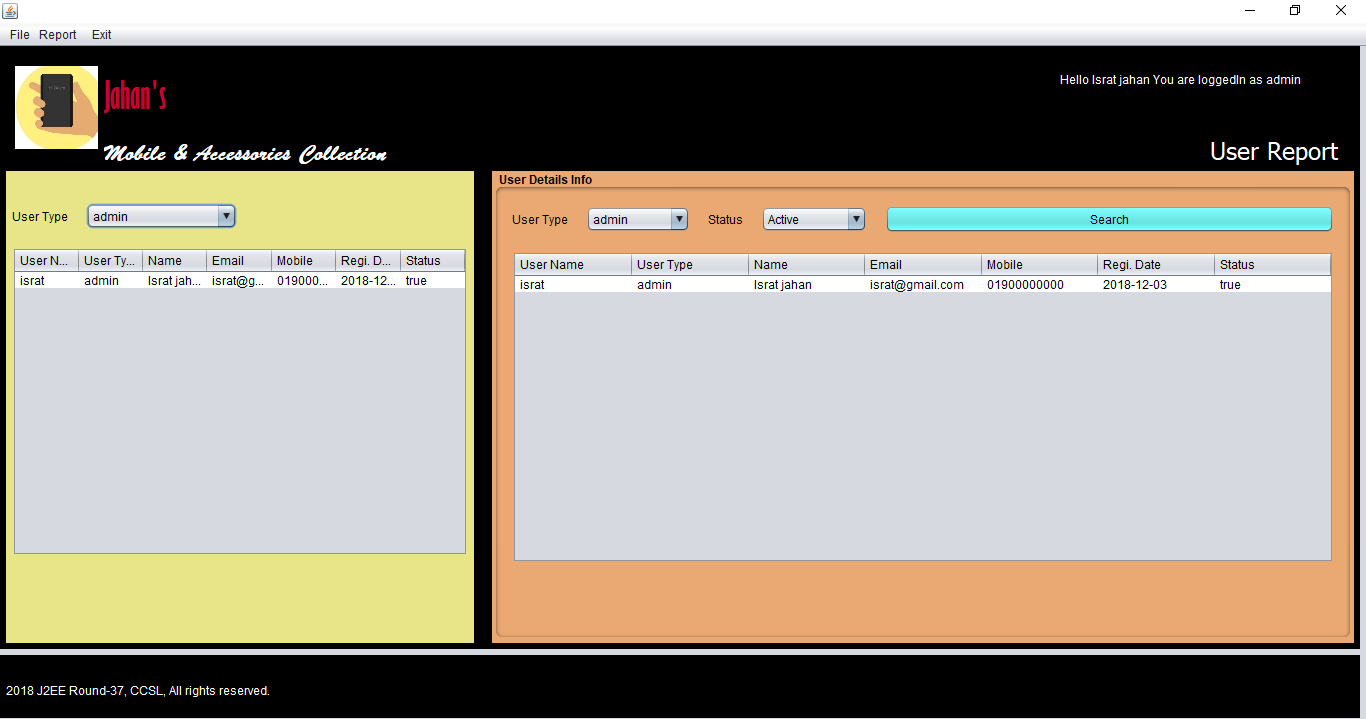 File Report Exit
Jahan's
Hello Israt jahan You are loggedIn as admin
Mobile & Accessories Collection
User Report
User Type admin
User N... User Ty... Name Email Mobile Regi. D... Status
israt admin Israt jah... israt@g... 019000... 2018-12... true
User Details Info
User Type admin Status Active Search
User Name User Type Name Email Mobile Regi. Date Status
israt admin Israt jahan israt@gmail.com 01900000000 2018-12-03 true
2018 J2EE Round-37, CCSL, All rights reserved.